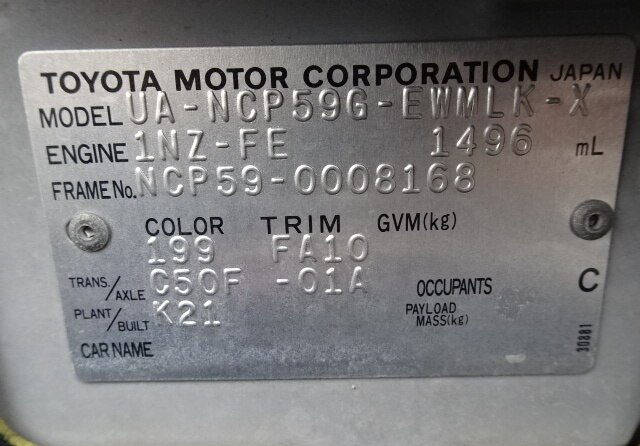 TOYOTA MOTOR CORPORATION JAPAN
MODEL UA-NCP59G-EWMLK-X
ENGINE 1NZ-FE 1496 mL
FRAME No. NCP59-0008168
COLOR TRIM GVM(kg)
199 FA10
TRANS./AXLE C50F -01A OCCUPANTS C
PLANT/BUILT K21 PAYLOAD MASS(kg)
CAR NAME
30881